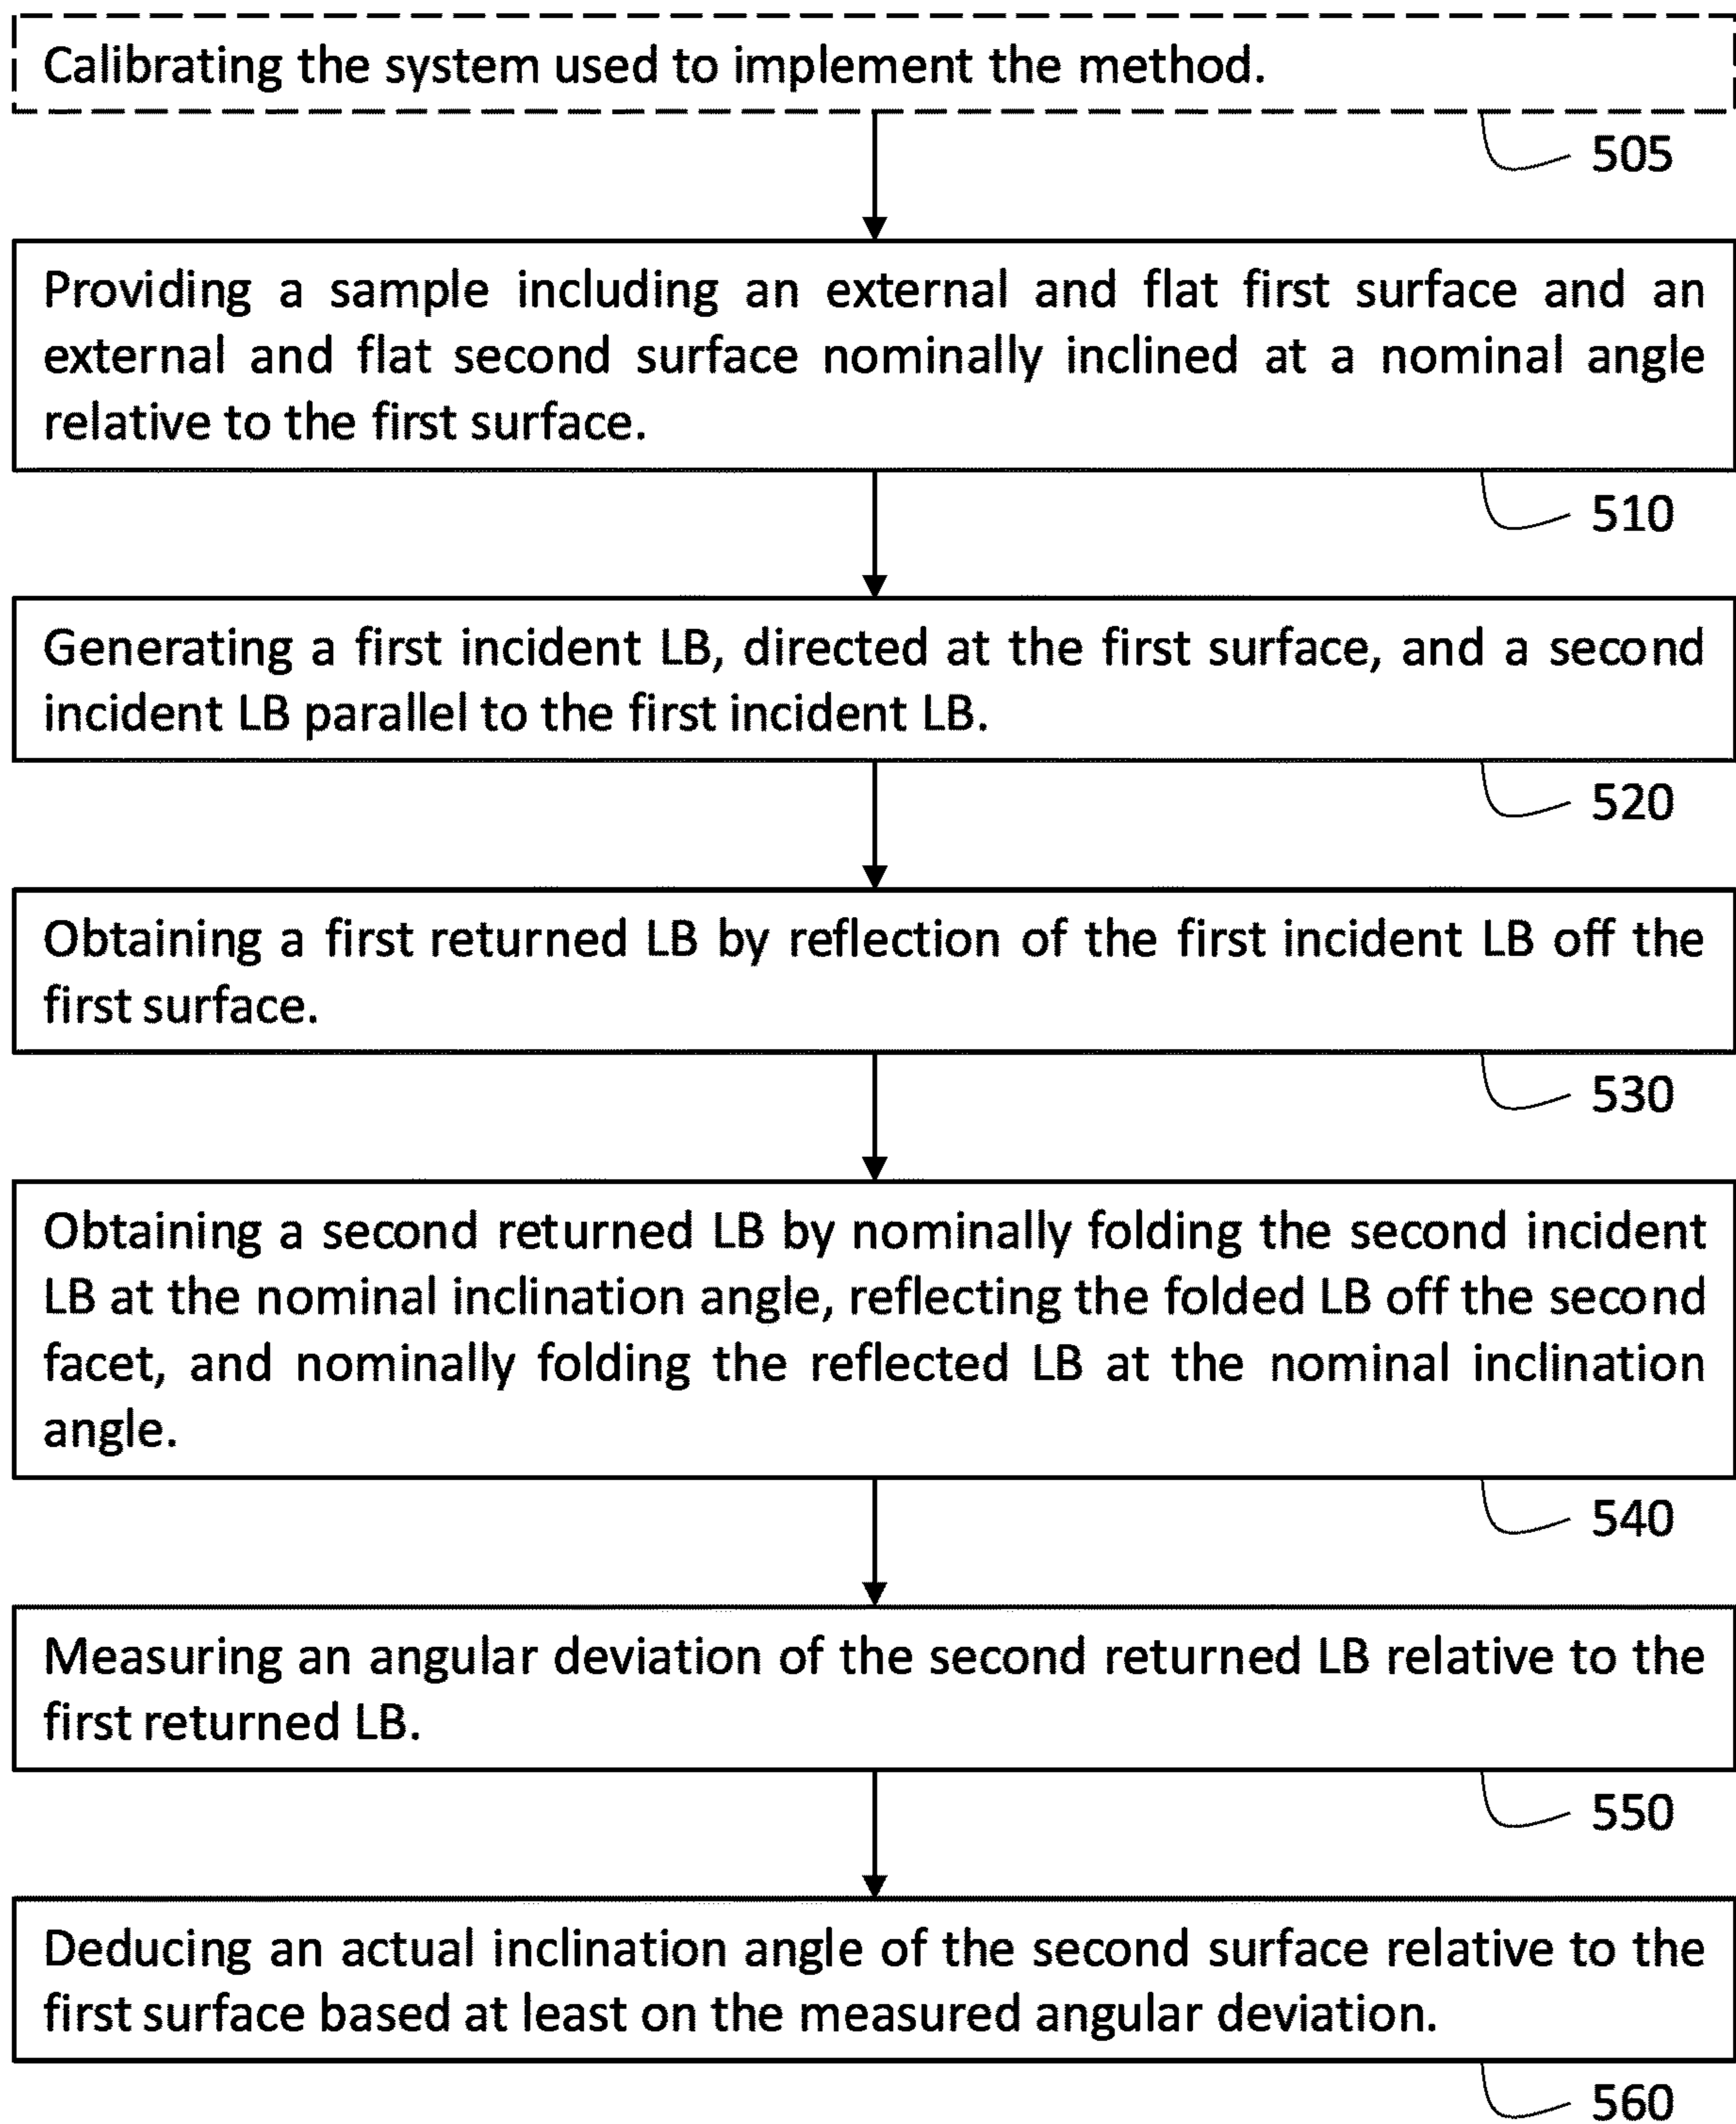 Calibrating the system used to implement the method.
505
Providing a sample including an external and flat first surface and an
external and flat second surface nominally inclined at a nominal angle
relative to the first surface.
510
Generating a first incident LB, directed at the first surface, and a second
incident LB parallel to the first incident LB.
520
Obtaining a first returned LB by reflection of the first incident LB off the
first surface.
530
Obtaining a second returned LB by nominally folding the second incident
LB at the nominal inclination angle, reflecting the folded LB off the second
facet, and nominally folding the reflected LB at the nominal inclination
angle.
540
Measuring an angular deviation of the second returned LB relative to the
first returned LB.
550
Deducing an actual inclination angle of the second surface relative to the
first surface based at least on the measured angular deviation.
560